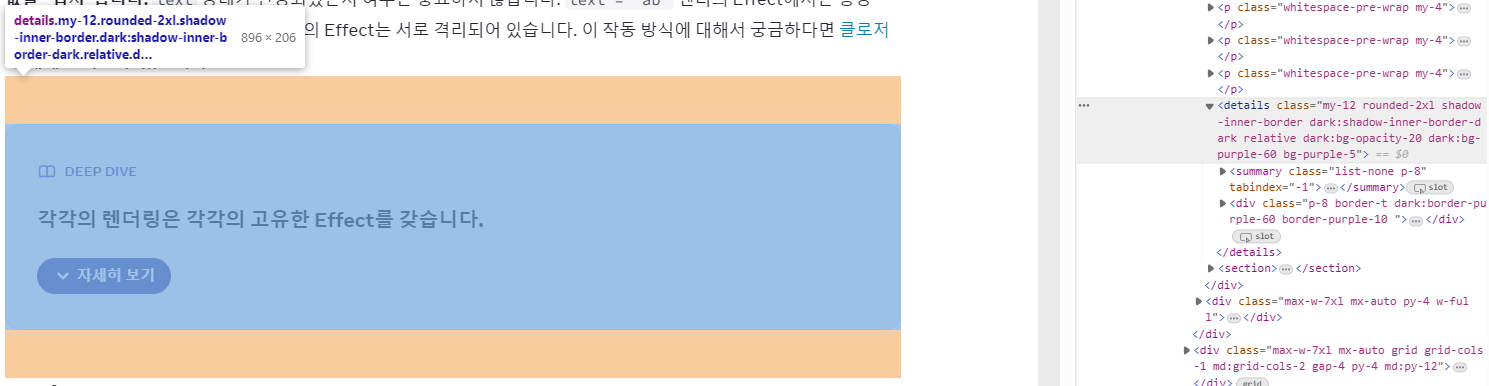 details.my-12.rounded-2xl.shadow
-inner-border.dark:shadow-inner-b
order-dark.relative.d...
896 × 206
의 Effect는 서로 격리되어 있습니다. 이 작동 방식에 대해서 궁금하다면 클로저
DEEP DIVE
각각의 렌더링은 각각의 고유한 Effect를 갖습니다.
자세히 보기
<p class="whitespace-pre-wrap my-4">
</p>
<p class="whitespace-pre-wrap my-4">
</p>
<p class="whitespace-pre-wrap my-4">
</p>
<details class="my-12 rounded-2xl shadow
-inner-border dark:shadow-inner-border-d
ark relative dark:bg-opacity-20 dark:bg-
purple-60 bg-purple-5"> == $0
<summary class="list-none p-8"
tabindex="-1"> </summary> slot
<div class="p-8 border-t dark:border-pu
rple-60 border-purple-10 "> </div>
slot
</details>
<section> </section>
</div>
<div class="max-w-7xl mx-auto py-4 w-ful
l"> </div>
</div>
<div class="max-w-7xl mx-auto grid grid-cols
-1 md:grid-cols-2 gap-4 py-4 md:py-12">
</div> grid